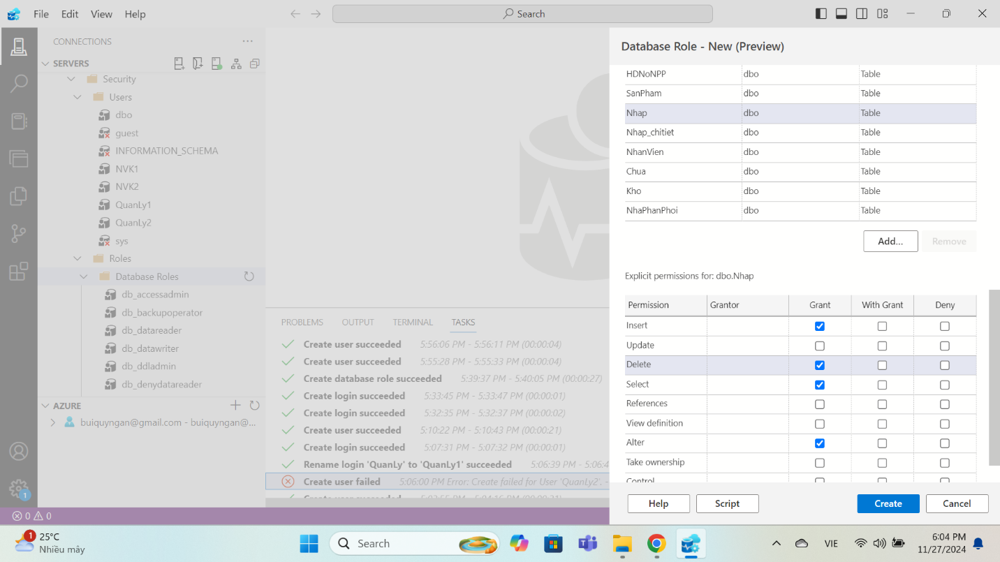 File Edit View Help
Search
CONNECTIONS
SERVERS
Security
Users
dbo
guest
INFORMATION_SCHEMA
NVK1
NVK2
QuanLy1
QuanLy2
sys
Roles
Database Roles
db_accessadmin
db_backupoperator
db_datareader
db_datawriter
db_ddladmin
db_denydatareader
AZURE
buiquyngan@gmail.com - buiquyngan@...
1
PROBLEMS OUTPUT TERMINAL TASKS
Create user succeeded 5:56:06 PM - 5:56:11 PM (00:00:04)
Create user succeeded 5:55:28 PM - 5:55:33 PM (00:00:04)
Create database role succeeded 5:39:37 PM - 5:40:05 PM (00:00:27)
Create login succeeded 5:33:45 PM - 5:33:47 PM (00:00:01)
Create login succeeded 5:32:35 PM - 5:32:37 PM (00:00:02)
Create user succeeded 5:10:22 PM - 5:10:43 PM (00:00:21)
Create login succeeded 5:07:31 PM - 5:07:32 PM (00:00:01)
Rename login 'QuanLy' to 'QuanLy1' succeeded 5:06:39 PM - 5:06:4
Create user failed 5:06:00 PM Error: Create failed for User 'QuanLy2'. -
Database Role - New (Preview)
HDNoNPP dbo Table
SanPham dbo Table
Nhap dbo Table
Nhap_chitiet dbo Table
NhanVien dbo Table
Chua dbo Table
Kho dbo Table
NhaPhanPhoi dbo Table
Add... Remove
Explicit permissions for: dbo.Nhap
Permission Grantor Grant With Grant Deny
Insert
Update
Delete
Select
References
View definition
Alter
Take ownership
Control
Help Script Create Cancel
0 0
1 25°C
Nhiều mây
Search
VIE
6:04 PM
11/27/2024